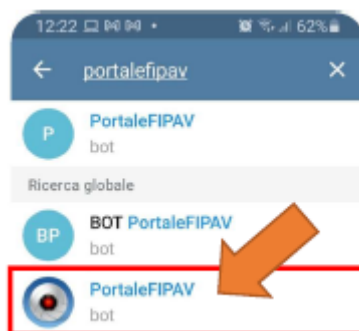 12:22 62%
portalefipav
P PortaleFIPAV
bot
Ricerca globale
BP BOT PortaleFIPAV
bot
PortaleFIPAV
bot